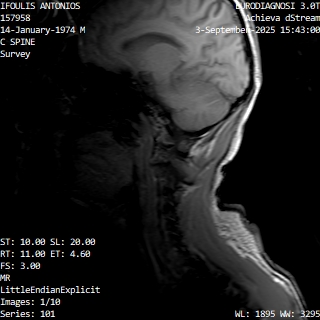 IFOULIS ANTONIOS
157958
14-January-1974 M
C SPINE
Survey
EURODIAGNOSI 3.0T
Achieva dStream
3-September-2025 15:43:00
ST: 10.00 SL: 20.00
RT: 11.00 ET: 4.60
FS: 3.00
MR
LittleEndianExplicit
Images: 1/10
Series: 101
WL: 1895 WW: 3295